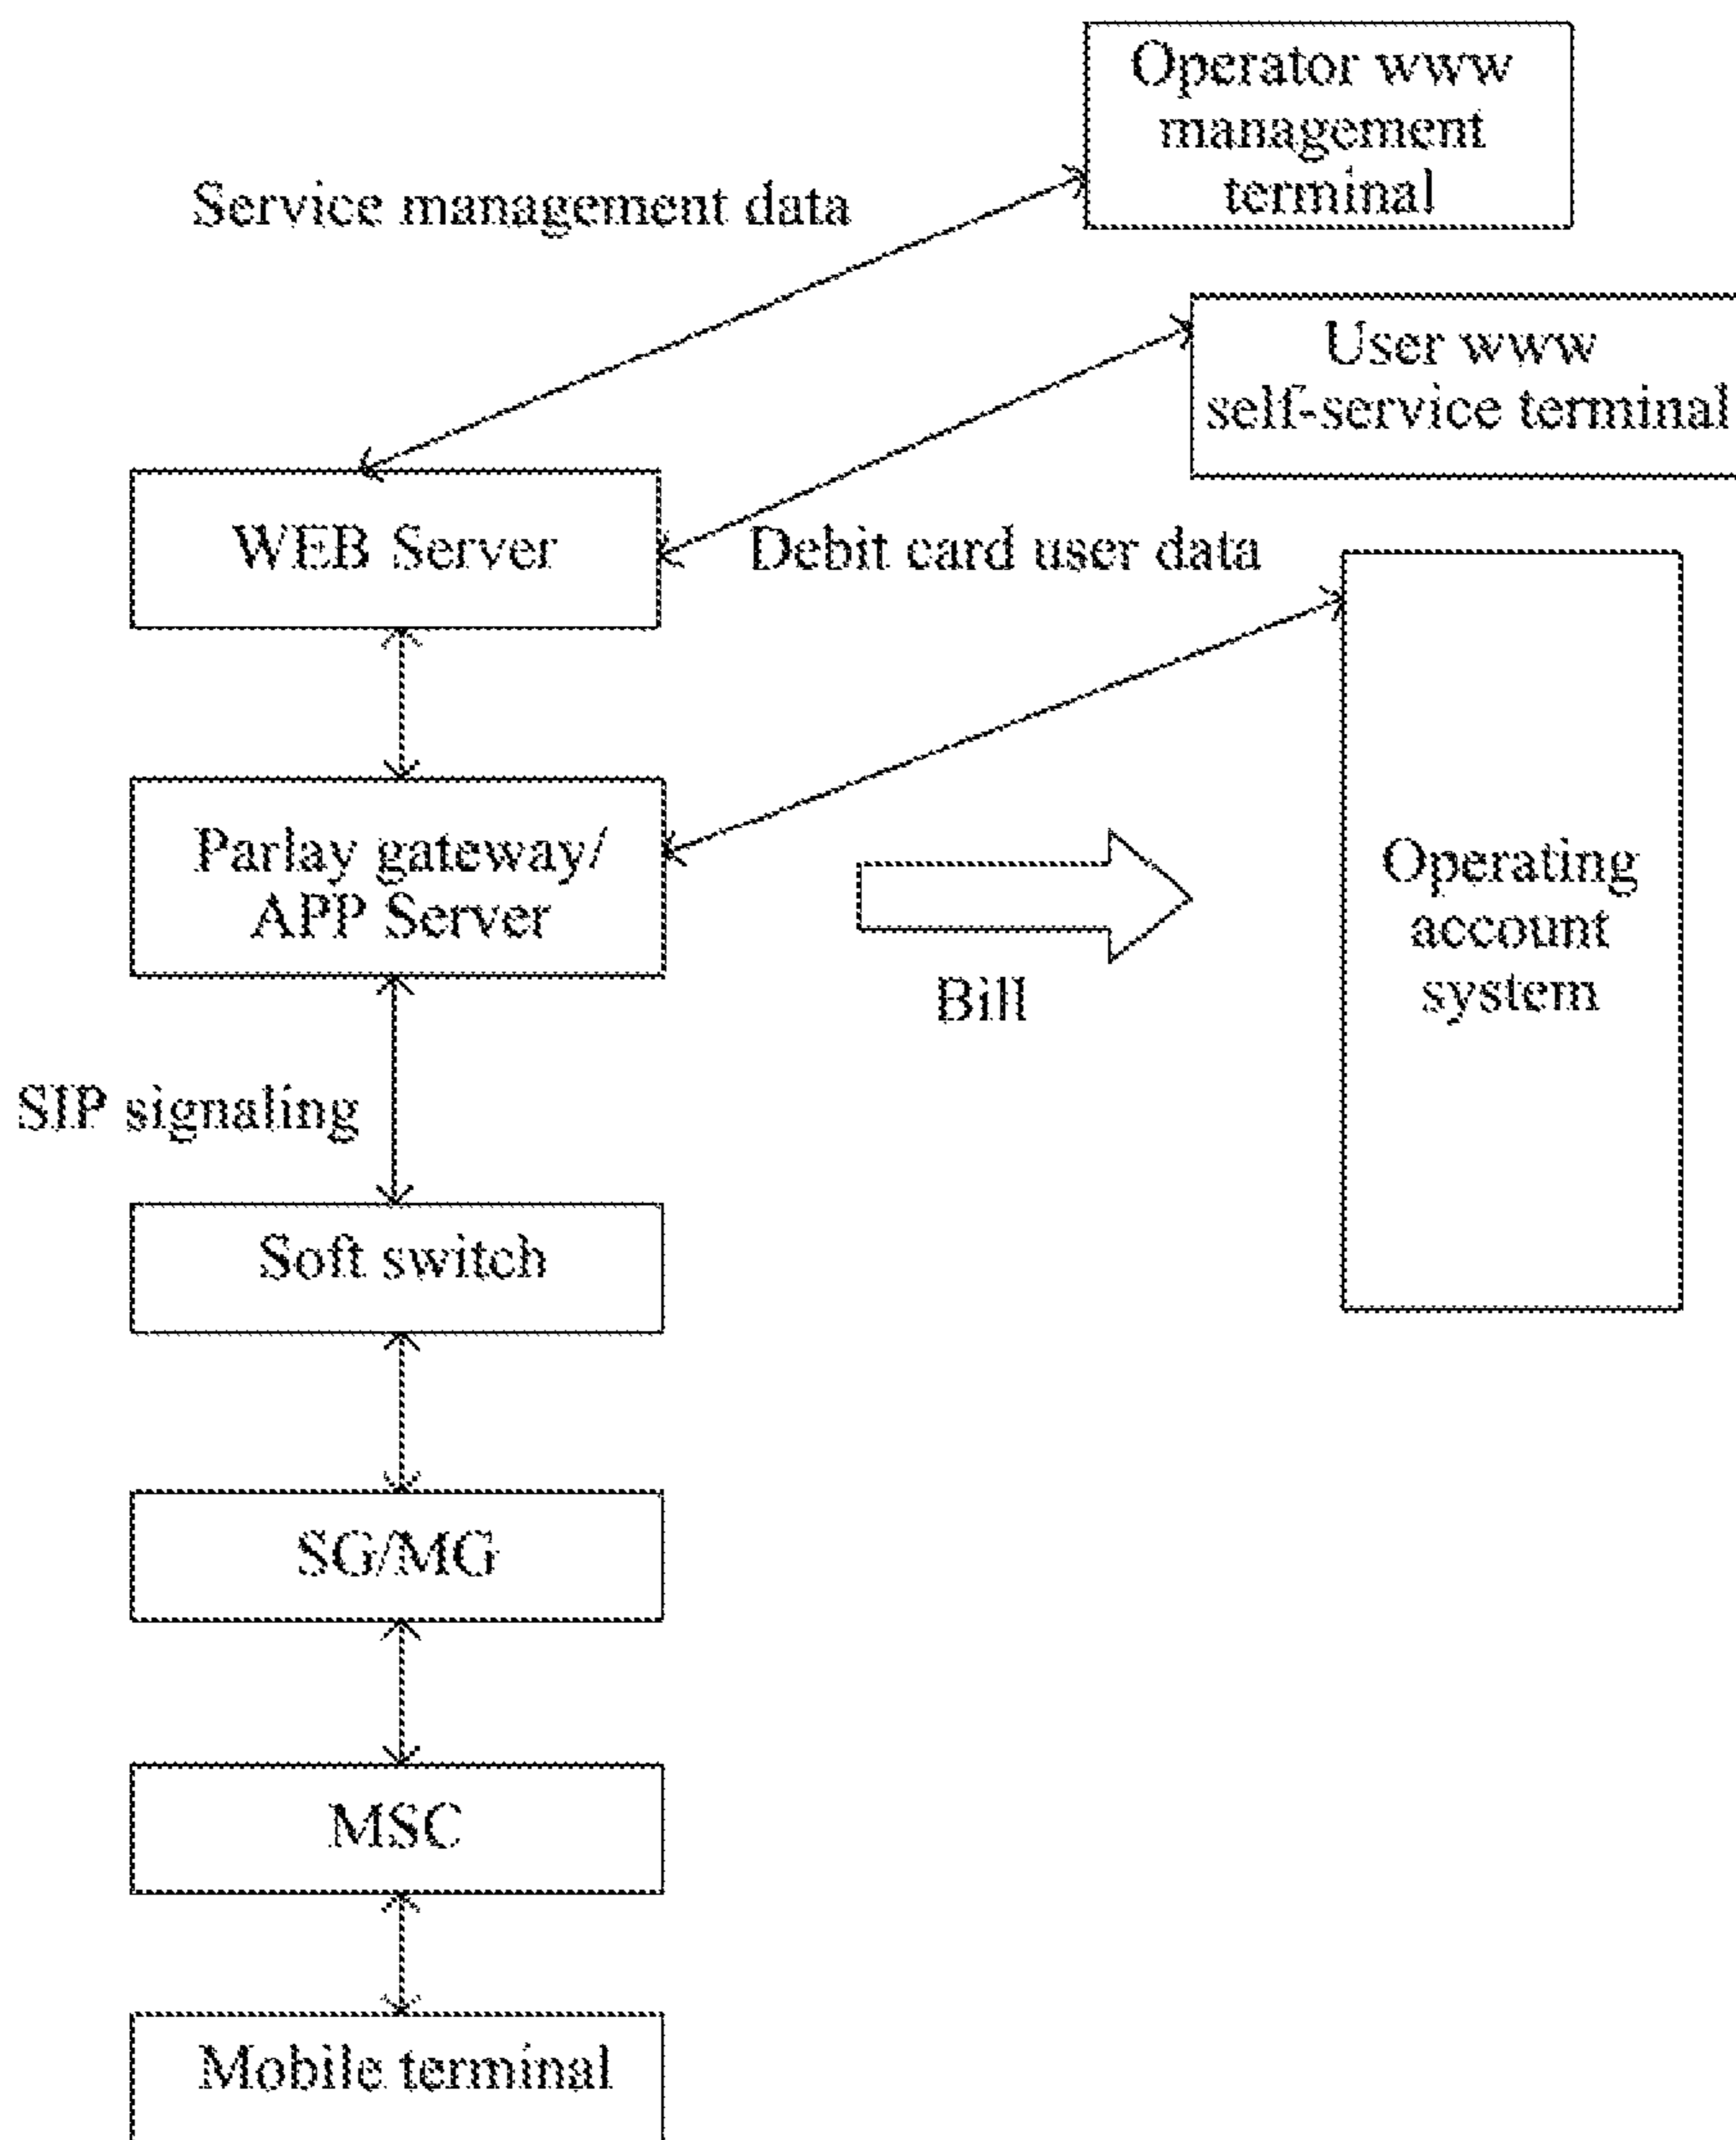 Operator www
management
terminal
Service management data
User www
self-service terminal
WEB Server
Debit card user data
Parlay gateway/
APP Server
Operating
account
system
Bill
SIP signaling
Soft switch
SG/MG
MSC
Mobile terminal